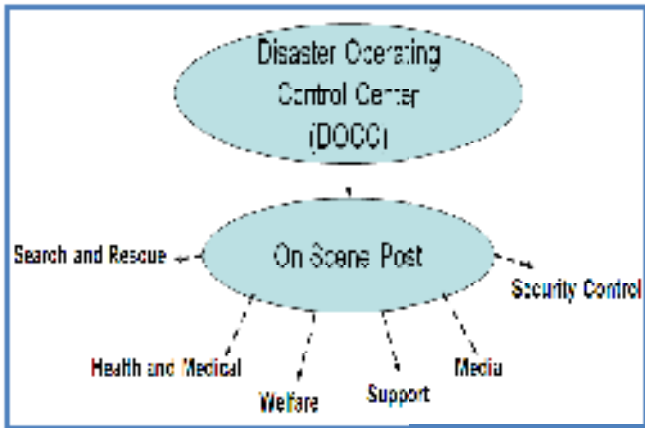 Disaster Operating
Control Center
(DOCC)
On Scene Post
Search and Rescue
Security Control
Health and Medical
Welfare
Support
Media